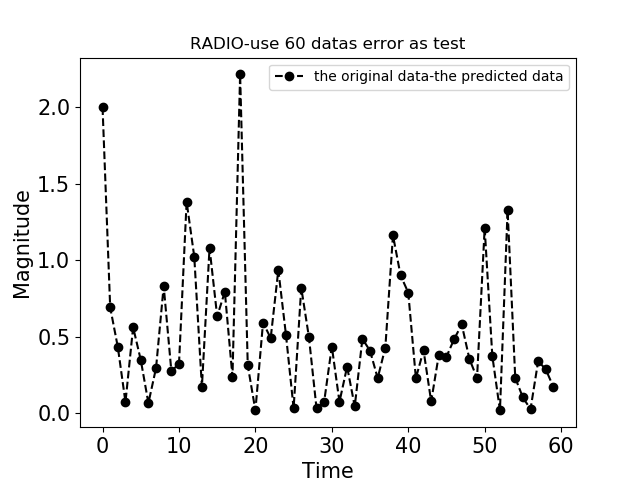 RADIO-use 60 datas error as test
the original data-the predicted data
2.0
1.5
1.0
0.5
0.0
Magnitude
0 10 20 30 40 50 60
Time